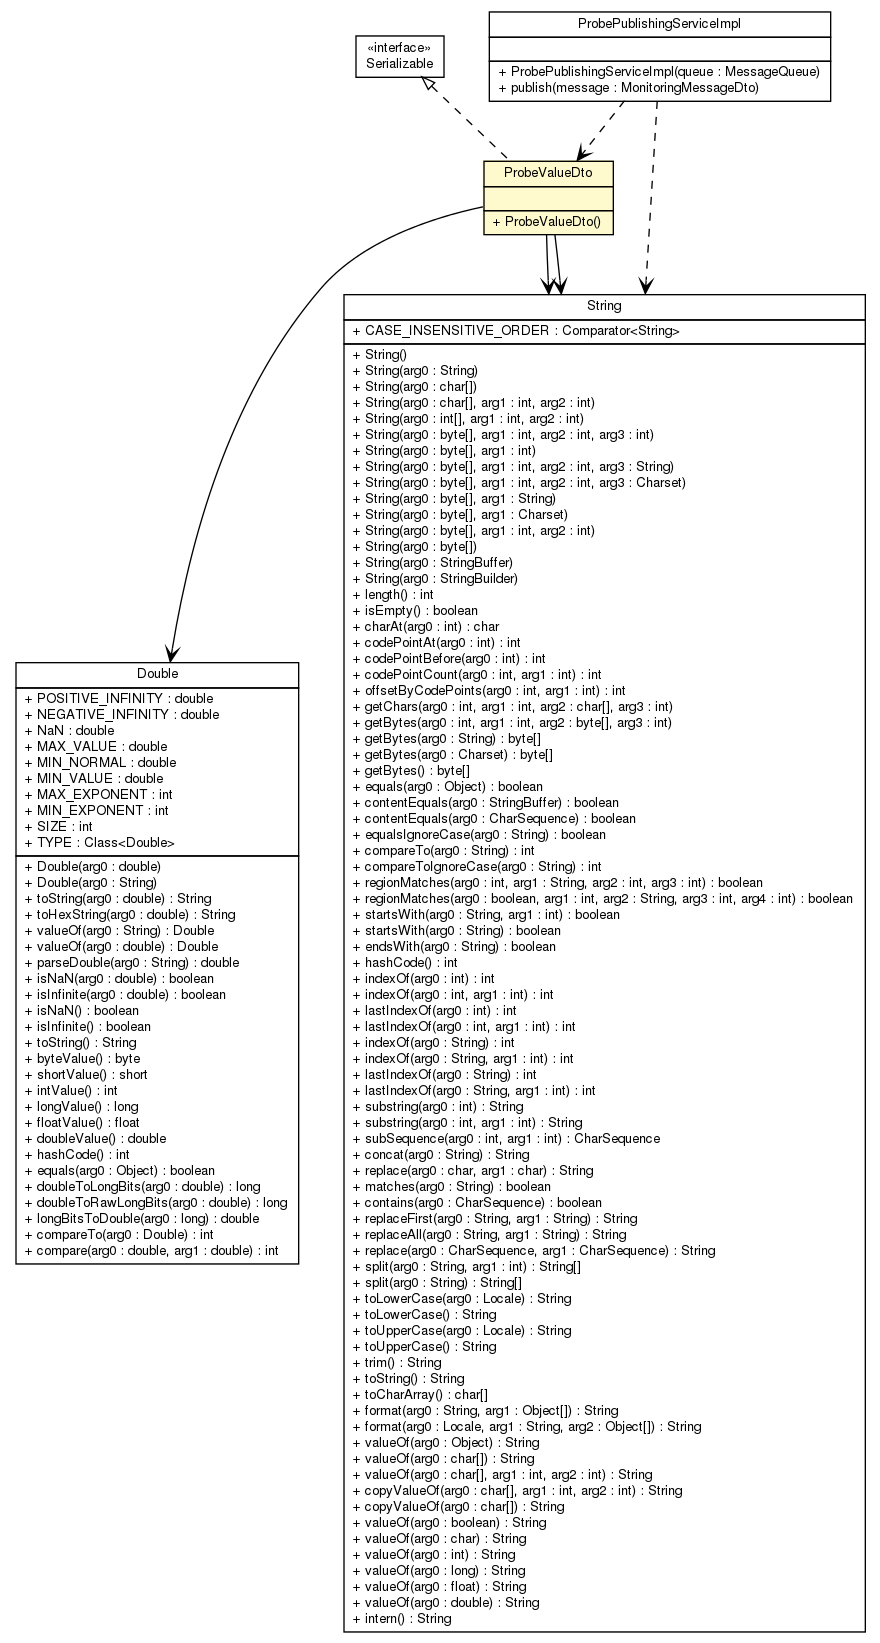 ProbePublishingServiceImpl
+ ProbePublishingServiceImpl(queue : MessageQueue)
+ publish(message : MonitoringMessageDto)
«interface»
Serializable
ProbeValueDto
+ ProbeValueDto()
String
+ CASE_INSENSITIVE_ORDER : Comparator<String>
+ String()
+ String(arg0 : String)
+ String(arg0 : char[])
+ String(arg0 : char[], arg1 : int, arg2 : int)
+ String(arg0 : int[], arg1 : int, arg2 : int)
+ String(arg0 : byte[], arg1 : int, arg2 : int, arg3 : int)
+ String(arg0 : byte[], arg1 : int)
+ String(arg0 : byte[], arg1 : int, arg2 : int, arg3 : String)
+ String(arg0 : byte[], arg1 : int, arg2 : int, arg3 : Charset)
+ String(arg0 : byte[], arg1 : String)
+ String(arg0 : byte[], arg1 : Charset)
+ String(arg0 : byte[], arg1 : int, arg2 : int)
+ String(arg0 : byte[])
+ String(arg0 : StringBuffer)
+ String(arg0 : StringBuilder)
+ length() : int
+ isEmpty() : boolean
+ charAt(arg0 : int) : char
+ codePointAt(arg0 : int) : int
+ codePointBefore(arg0 : int) : int
+ codePointCount(arg0 : int, arg1 : int) : int
+ offsetByCodePoints(arg0 : int, arg1 : int) : int
+ getChars(arg0 : int, arg1 : int, arg2 : char[], arg3 : int)
+ getBytes(arg0 : int, arg1 : int, arg2 : byte[], arg3 : int)
+ getBytes(arg0 : String) : byte[]
+ getBytes(arg0 : Charset) : byte[]
+ getBytes() : byte[]
+ equals(arg0 : Object) : boolean
+ contentEquals(arg0 : StringBuffer) : boolean
+ contentEquals(arg0 : CharSequence) : boolean
+ equalsIgnoreCase(arg0 : String) : boolean
+ compareTo(arg0 : String) : int
+ compareToIgnoreCase(arg0 : String) : int
+ regionMatches(arg0 : int, arg1 : String, arg2 : int, arg3 : int) : boolean
+ regionMatches(arg0 : boolean, arg1 : int, arg2 : String, arg3 : int, arg4 : int) : boolean
+ startsWith(arg0 : String, arg1 : int) : boolean
+ startsWith(arg0 : String) : boolean
+ endsWith(arg0 : String) : boolean
+ hashCode() : int
+ indexOf(arg0 : int) : int
+ indexOf(arg0 : int, arg1 : int) : int
+ lastIndexOf(arg0 : int) : int
+ lastIndexOf(arg0 : int, arg1 : int) : int
+ indexOf(arg0 : String) : int
+ indexOf(arg0 : String, arg1 : int) : int
+ lastIndexOf(arg0 : String) : int
+ lastIndexOf(arg0 : String, arg1 : int) : int
+ substring(arg0 : int) : String
+ substring(arg0 : int, arg1 : int) : String
+ subSequence(arg0 : int, arg1 : int) : CharSequence
+ concat(arg0 : String) : String
+ replace(arg0 : char, arg1 : char) : String
+ matches(arg0 : String) : boolean
+ contains(arg0 : CharSequence) : boolean
+ replaceFirst(arg0 : String, arg1 : String) : String
+ replaceAll(arg0 : String, arg1 : String) : String
+ replace(arg0 : CharSequence, arg1 : CharSequence) : String
+ split(arg0 : String, arg1 : int) : String[]
+ split(arg0 : String) : String[]
+ toLowerCase(arg0 : Locale) : String
+ toLowerCase() : String
+ toUpperCase(arg0 : Locale) : String
+ toUpperCase() : String
+ trim() : String
+ toString() : String
+ toCharArray() : char[]
+ format(arg0 : String, arg1 : Object[]) : String
+ format(arg0 : Locale, arg1 : String, arg2 : Object[]) : String
+ valueOf(arg0 : Object) : String
+ valueOf(arg0 : char[]) : String
+ valueOf(arg0 : char[], arg1 : int, arg2 : int) : String
+ copyValueOf(arg0 : char[], arg1 : int, arg2 : int) : String
+ copyValueOf(arg0 : char[]) : String
+ valueOf(arg0 : boolean) : String
+ valueOf(arg0 : char) : String
+ valueOf(arg0 : int) : String
+ valueOf(arg0 : long) : String
+ valueOf(arg0 : float) : String
+ valueOf(arg0 : double) : String
+ intern() : String
Double
+ POSITIVE_INFINITY : double
+ NEGATIVE_INFINITY : double
+ NaN : double
+ MAX_VALUE : double
+ MIN_NORMAL : double
+ MIN_VALUE : double
+ MAX_EXPONENT : int
+ MIN_EXPONENT : int
+ SIZE : int
+ TYPE : Class<Double>
+ Double(arg0 : double)
+ Double(arg0 : String)
+ toString(arg0 : double) : String
+ toHexString(arg0 : double) : String
+ valueOf(arg0 : String) : Double
+ valueOf(arg0 : double) : Double
+ parseDouble(arg0 : String) : double
+ isNaN(arg0 : double) : boolean
+ isInfinite(arg0 : double) : boolean
+ isNaN() : boolean
+ isInfinite() : boolean
+ toString() : String
+ byteValue() : byte
+ shortValue() : short
+ intValue() : int
+ longValue() : long
+ floatValue() : float
+ doubleValue() : double
+ hashCode() : int
+ equals(arg0 : Object) : boolean
+ doubleToLongBits(arg0 : double) : long
+ doubleToRawLongBits(arg0 : double) : long
+ longBitsToDouble(arg0 : long) : double
+ compareTo(arg0 : Double) : int
+ compare(arg0 : double, arg1 : double) : int